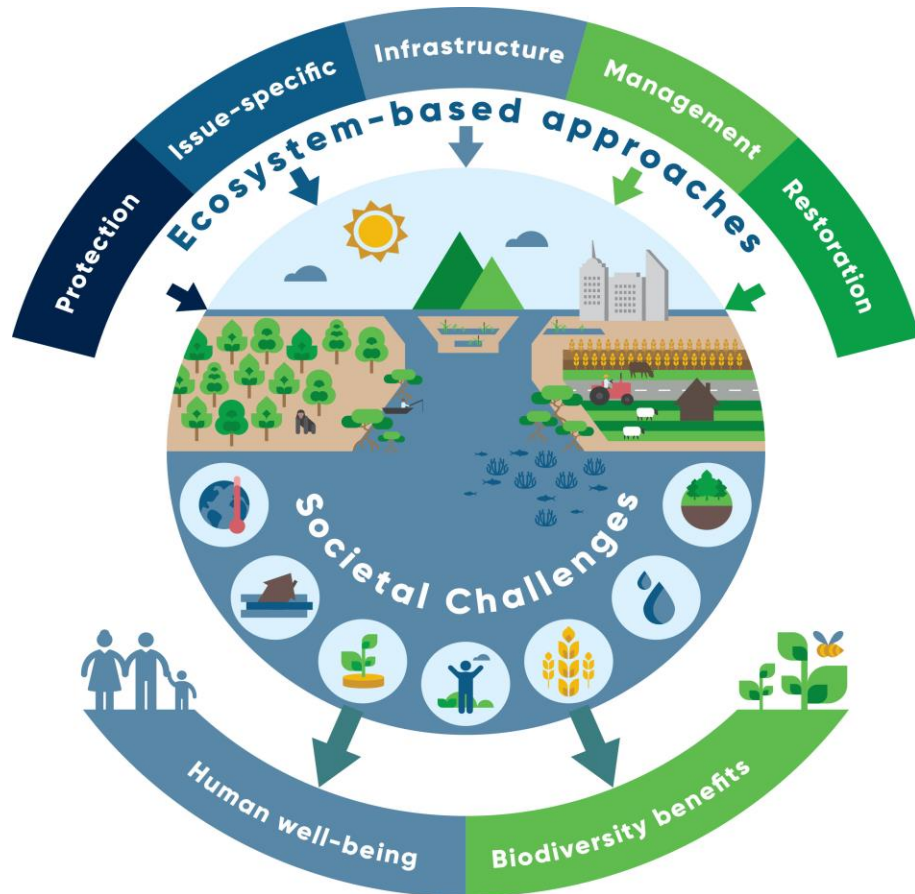 Protection
Issue-specific
Infrastructure
Management
Restoration
Ecosystem-based approaches
Societal Challenges
Human well-being
Biodiversity benefits